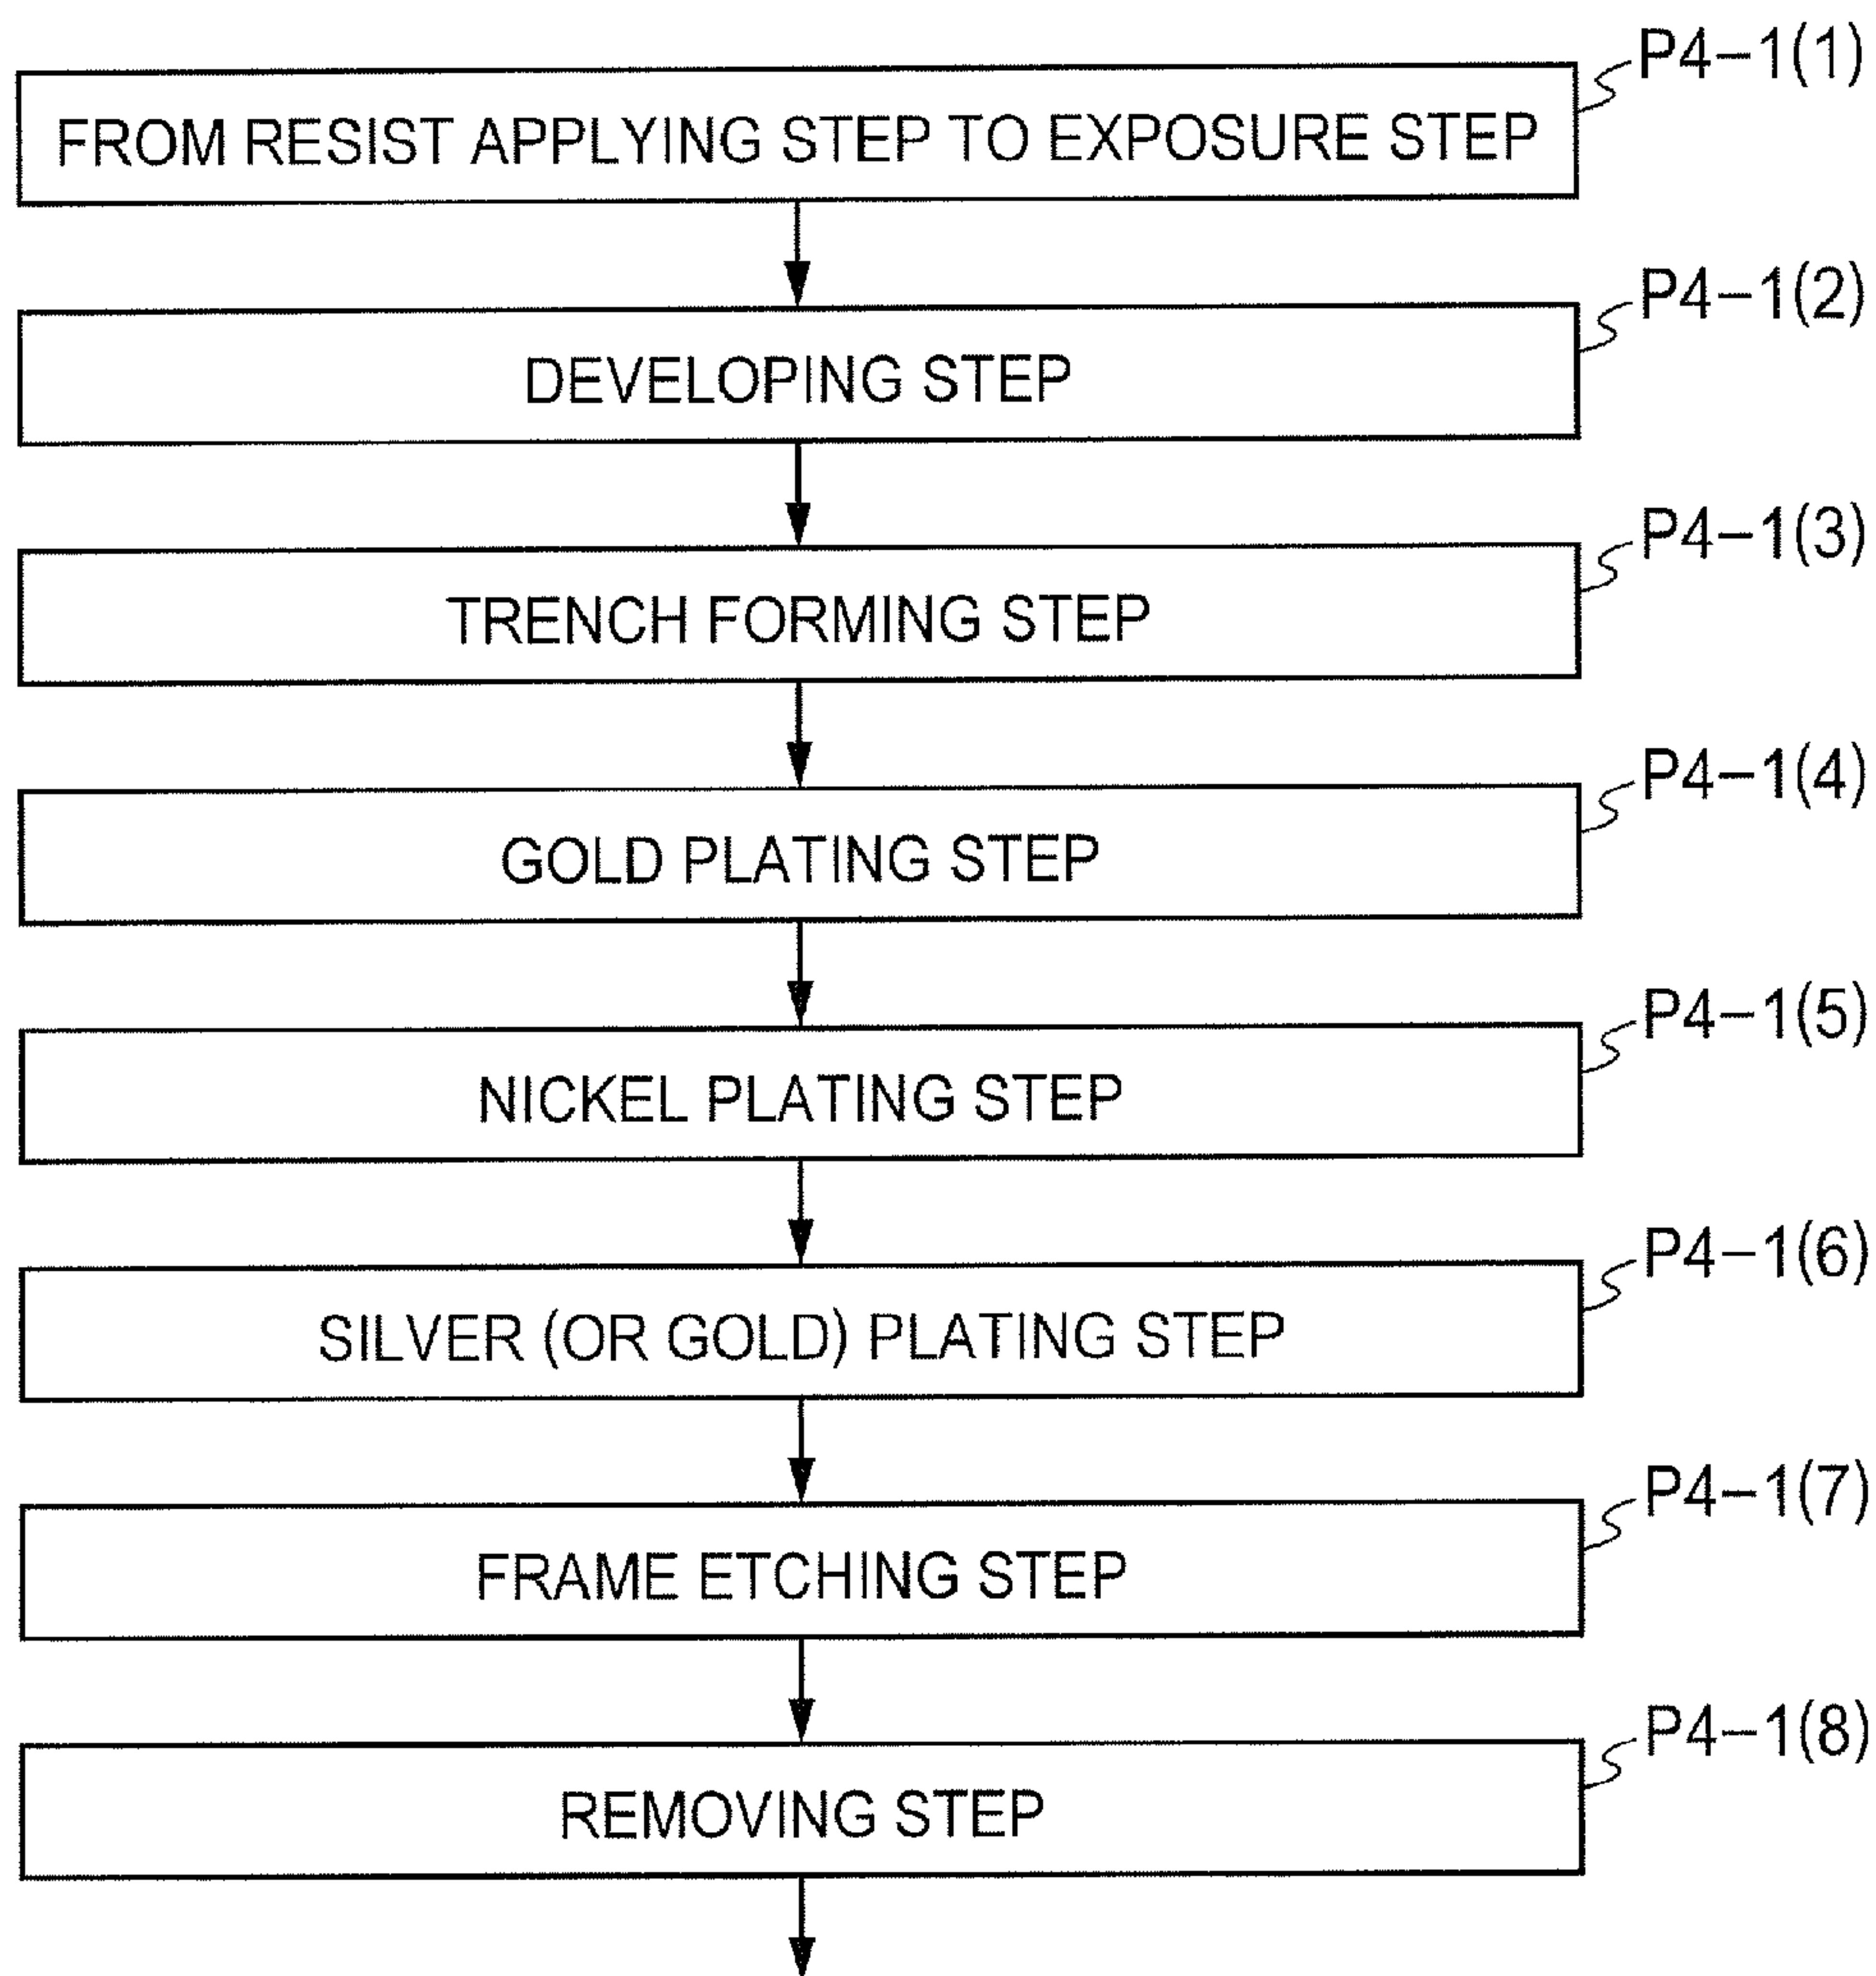 P4-1(1)
FROM RESIST APPLYING STEP TO EXPOSURE STEP
P4-1(2)
DEVELOPING STEP
P4-1(3)
TRENCH FORMING STEP
P4-1(4)
GOLD PLATING STEP
P4-1(5)
NICKEL PLATING STEP
P4-1(6)
SILVER (OR GOLD) PLATING STEP
P4-1(7)
FRAME ETCHING STEP
P4-1(8)
REMOVING STEP